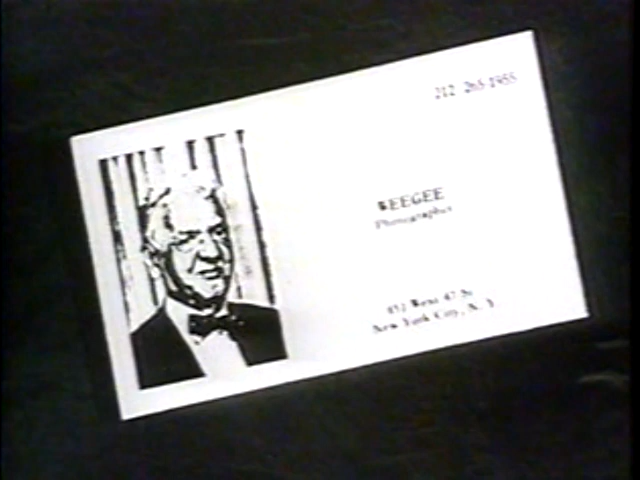 212 265-1955
WEEGEE
Photographer
451 West 47 St
New York City, N. Y.